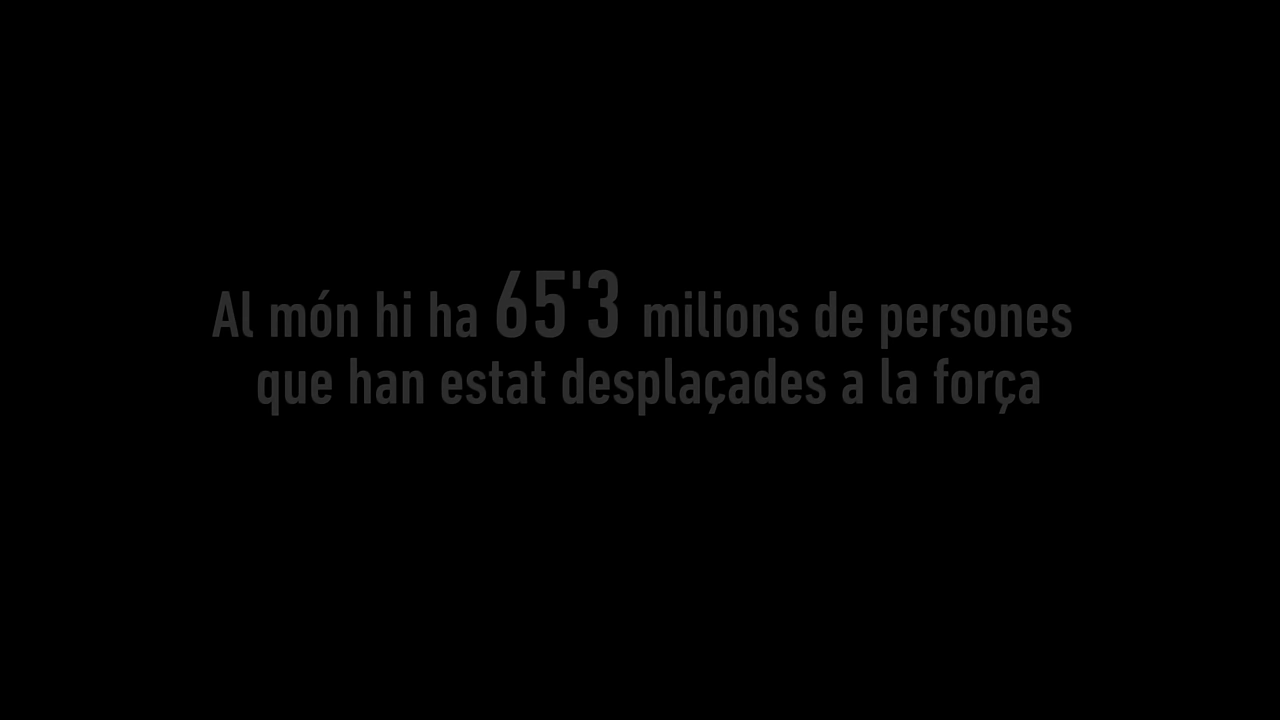 Al món hi ha 65'3 milions de persones
que han estat desplaçades a la força